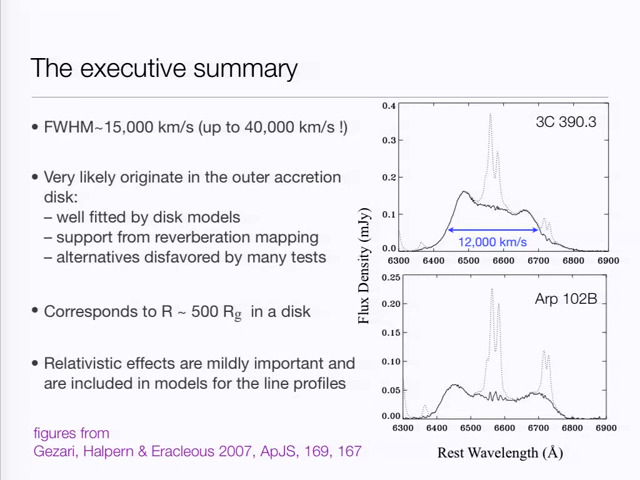 The executive summary
• FWHM~15,000 km/s (up to 40,000 km/s !)
• Very likely originate in the outer accretion
disk:
– well fitted by disk models
– support from reverberation mapping
– alternatives disfavored by many tests
• Corresponds to R ~ 500 Rg in a disk
• Relativistic effects are mildly important and
are included in models for the line profiles
figures from
Gezari, Halpern & Eracleous 2007, ApJS, 169, 167
Flux Density (mJy)
0.4
0.3
0.2
0.1
0.0
3C 390.3
12,000 km/s
6300 6400 6500 6600 6700 6800 6900
0.25
0.20
0.15
0.10
0.05
0.00
Arp 102B
6300 6400 6500 6600 6700 6800 6900
Rest Wavelength (Å)